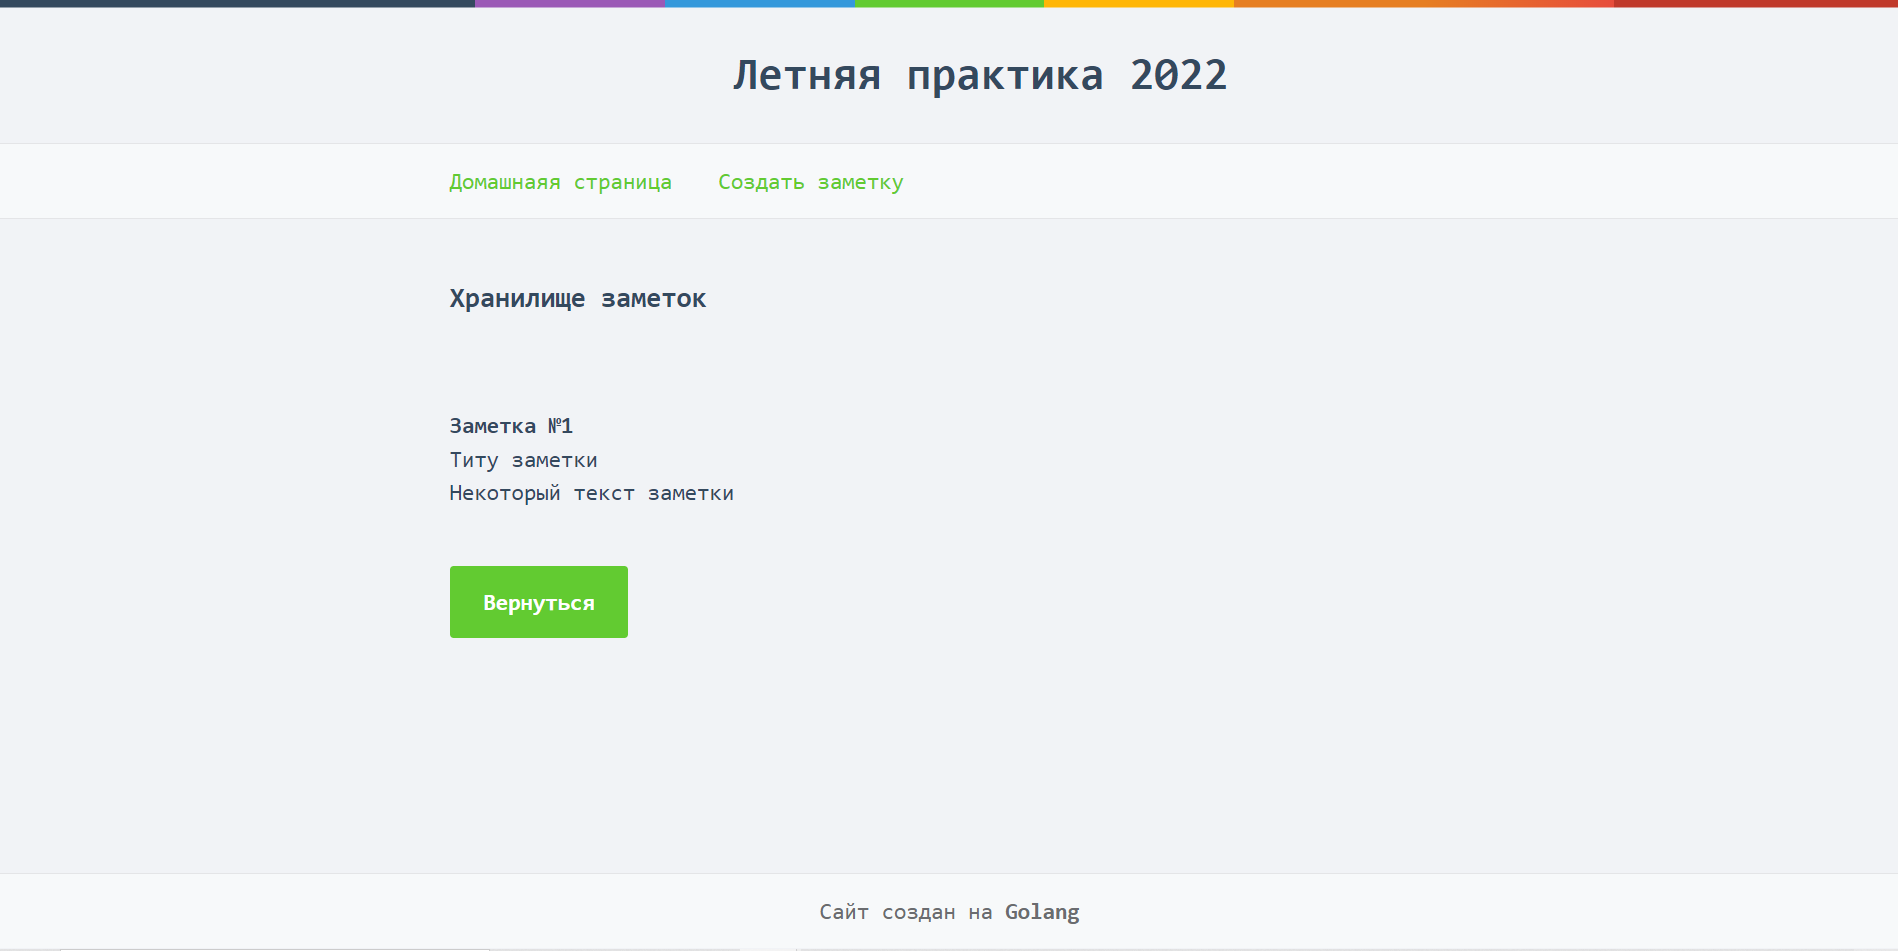 Летняя практика 2022
Домашнаяя страница Создать заметку
Хранилище заметок
Заметка №1
Титу заметки
Некоторый текст заметки
Вернуться
Сайт создан на Golang